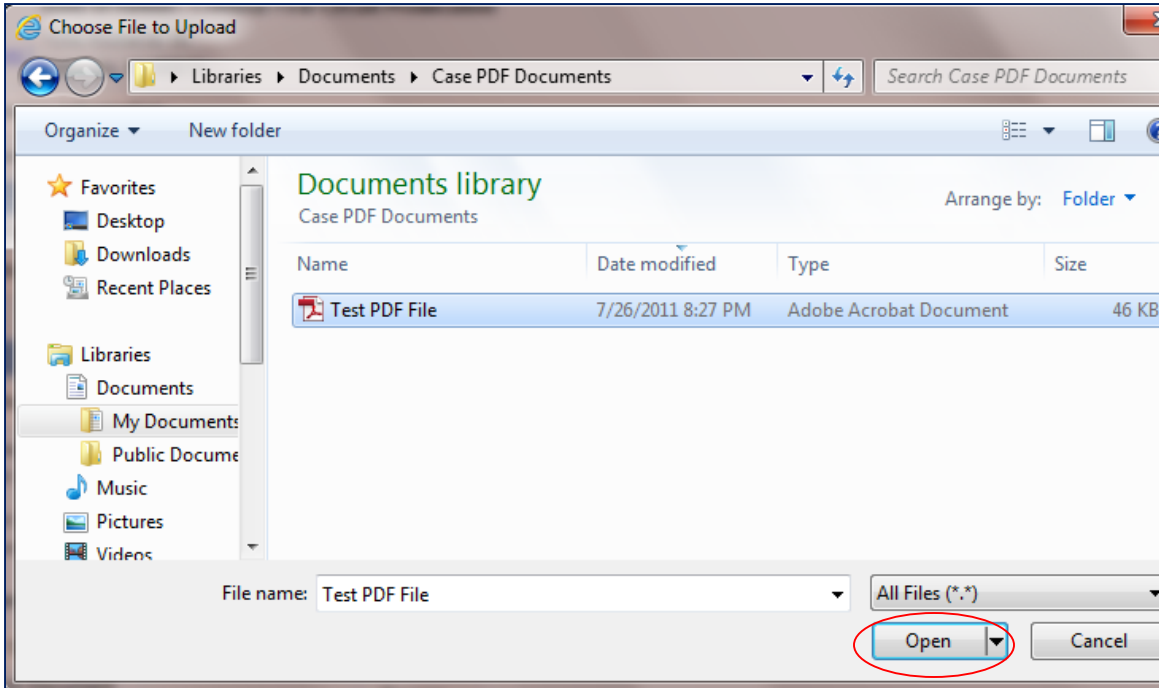 Choose File to Upload
Libraries Documents Case PDF Documents Search Case PDF Documents
Organize New folder
Favorites
Desktop
Downloads
Recent Places
Libraries
Documents
My Documents
Public Docume
Music
Pictures
Videos
Documents library
Case PDF Documents
Arrange by: Folder
Name Date modified Type Size
Test PDF File 7/26/2011 8:27 PM Adobe Acrobat Document 46 KB
File name: Test PDF File All Files (*.*)
Open Cancel